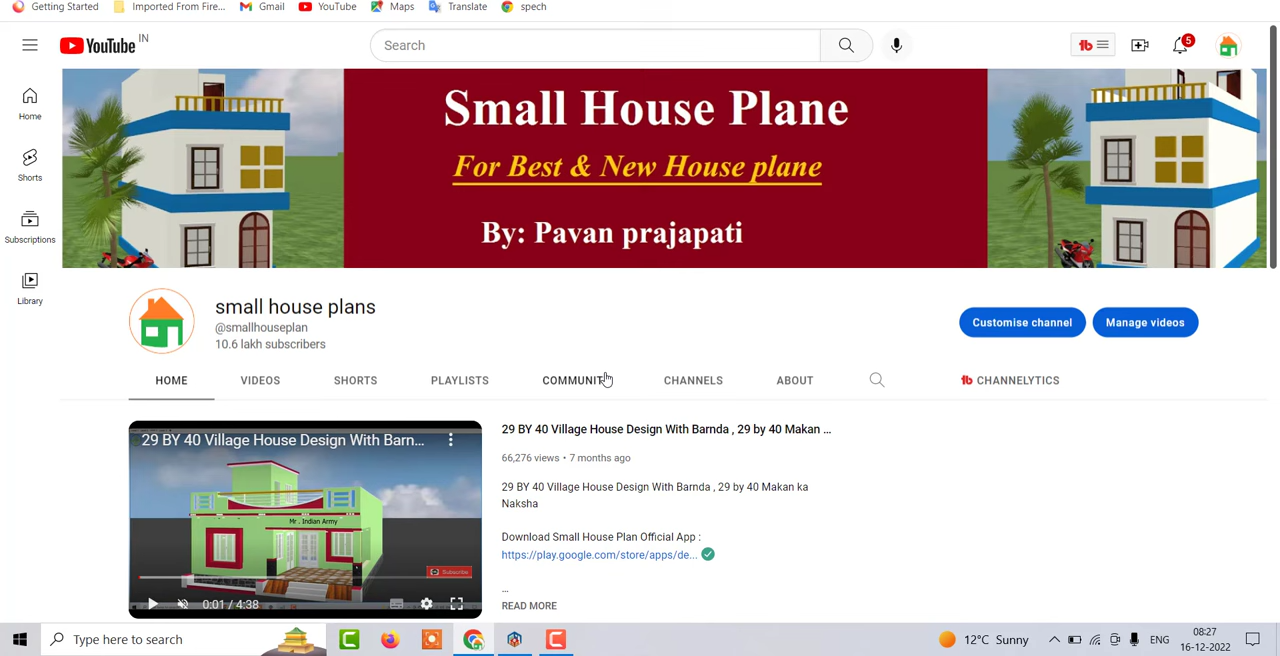 Getting Started Imported From Fire... Gmail YouTube Maps Translate spech
YouTube IN
Search
tb
5
Home
Shorts
Subscriptions
Library
Small House Plane
For Best & New House plane
By: Pavan prajapati
small house plans
@smallhouseplan
10.6 lakh subscribers
Customise channel
Manage videos
HOME VIDEOS SHORTS PLAYLISTS COMMUNITY CHANNELS ABOUT tb CHANNELYTICS
29 BY 40 Village House Design With Barn...
Mr . Indian Army
Subscribe
0:01 / 4:38
29 BY 40 Village House Design With Barnda , 29 by 40 Makan ...
66,276 views • 7 months ago
29 BY 40 Village House Design With Barnda , 29 by 40 Makan ka
Naksha
Download Small House Plan Official App :
https://play.google.com/store/apps/de...
...
READ MORE
Type here to search
12°C Sunny
ENG
08:27
16-12-2022